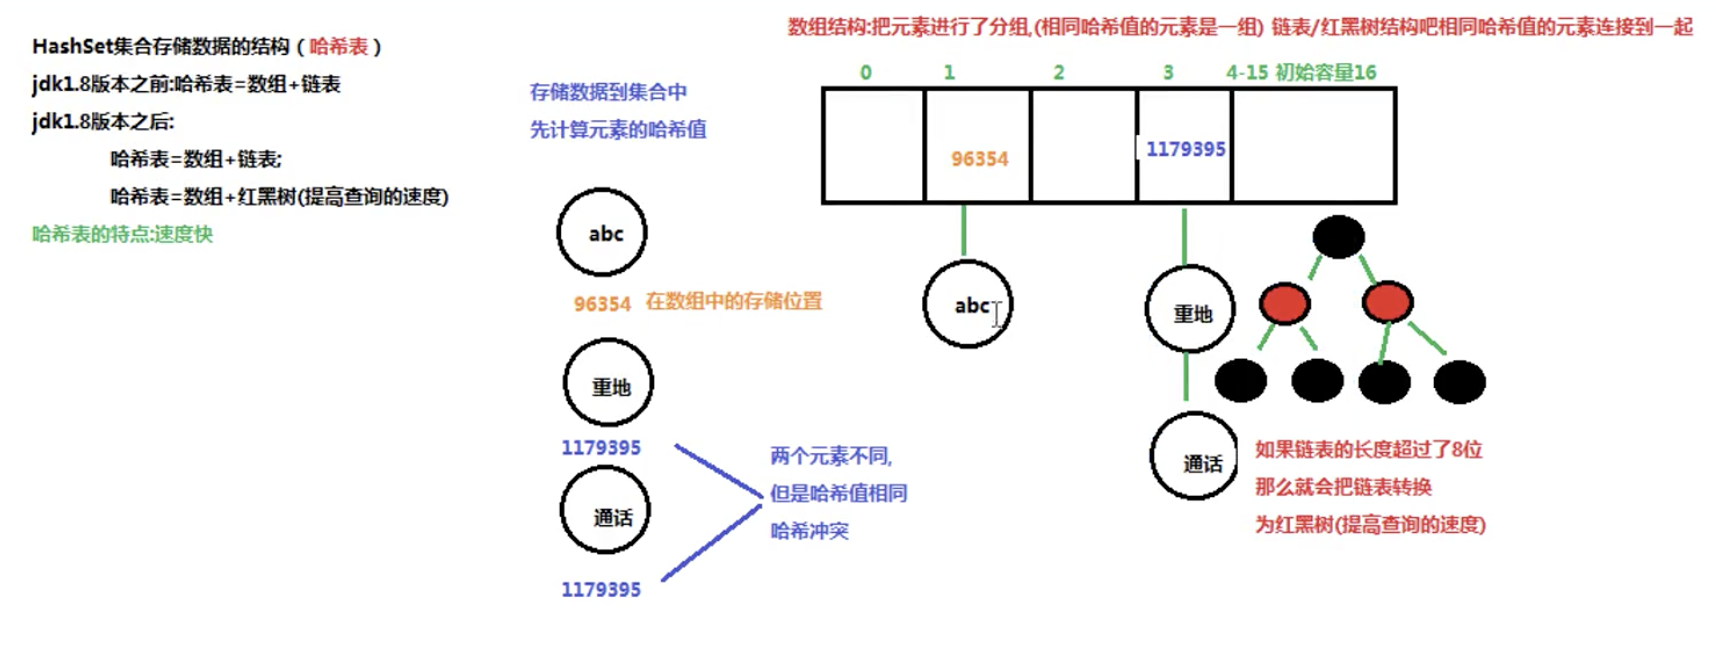 HashSet集合存储数据的结构（哈希表）
jdk1.8版本之前:哈希表=数组+链表
jdk1.8版本之后:
哈希表=数组+链表;
哈希表=数组+红黑树(提高查询的速度)
哈希表的特点:速度快
存储数据到集合中
先计算元素的哈希值
abc
96354 在数组中的存储位置
重地
1179395
通话
1179395
两个元素不同,
但是哈希值相同
哈希冲突
数组结构:把元素进行了分组,(相同哈希值的元素是一组) 链表/红黑树结构吧相同哈希值的元素连接到一起
0 1 2 3 4-15 初始容量16
96354
1179395
abc
重地
通话
如果链表的长度超过了8位
那么就会把链表转换
为红黑树(提高查询的速度)